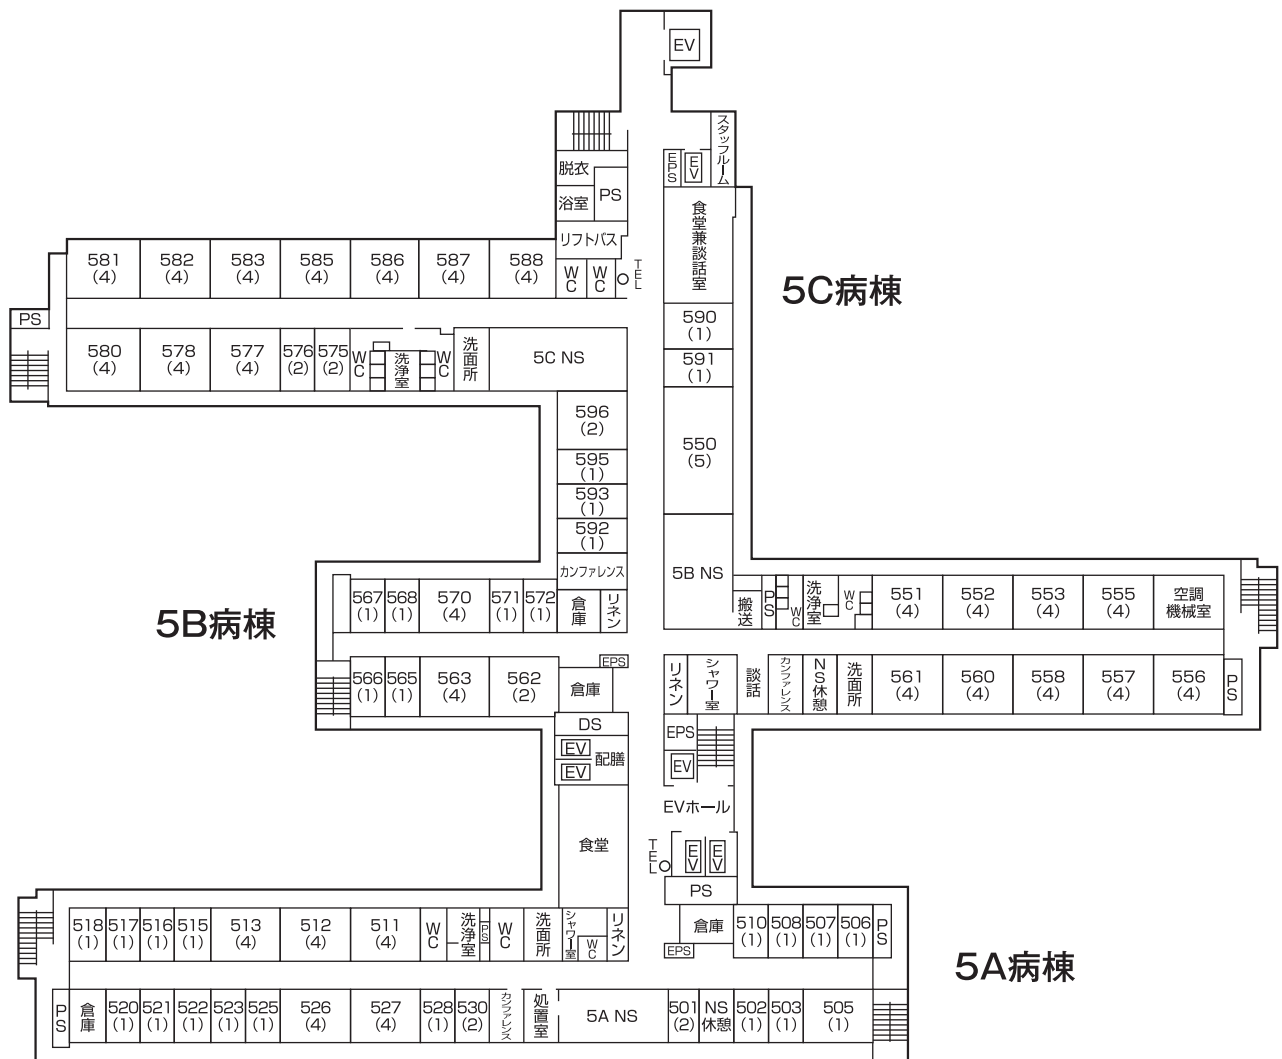 EV
スタッフルーム
EPS
EV
脱衣
浴室
PS
リフトバス
WC
WC
TEL
食堂兼談話室
5C病棟
581
(4)
582
(4)
583
(4)
585
(4)
586
(4)
587
(4)
588
(4)
PS
580
(4)
578
(4)
577
(4)
576
(2)
575
(2)
WC
洗浄室
WC
洗面所
5C NS
590
(1)
591
(1)
596
(2)
595
(1)
593
(1)
592
(1)
カンファレンス
550
(5)
5B病棟
567
(1)
568
(1)
570
(4)
571
(1)
572
(1)
倉庫
リネン
5B NS
搬送
PS
WC
洗浄室
WC
551
(4)
552
(4)
553
(4)
555
(4)
空調
機械室
566
(1)
565
(1)
563
(4)
562
(2)
EPS
倉庫
リネン
シャワー室
談話
カンファレンス
NS休憩
洗面所
561
(4)
560
(4)
558
(4)
557
(4)
556
(4)
PS
DS
EV
EV
配膳
EPS
EV
EVホール
食堂
TEL
EV
EV
PS
5A病棟
518
(1)
517
(1)
516
(1)
515
(1)
513
(4)
512
(4)
511
(4)
WC
洗浄室
PS
WC
洗面所
シャワー室
WC
リネン
倉庫
EPS
510
(1)
508
(1)
507
(1)
506
(1)
PS
PS
倉庫
520
(1)
521
(1)
522
(1)
523
(1)
525
(1)
526
(4)
527
(4)
528
(1)
530
(2)
カンファレンス
処置室
5A NS
501
(2)
NS
休憩
502
(1)
503
(1)
505
(1)